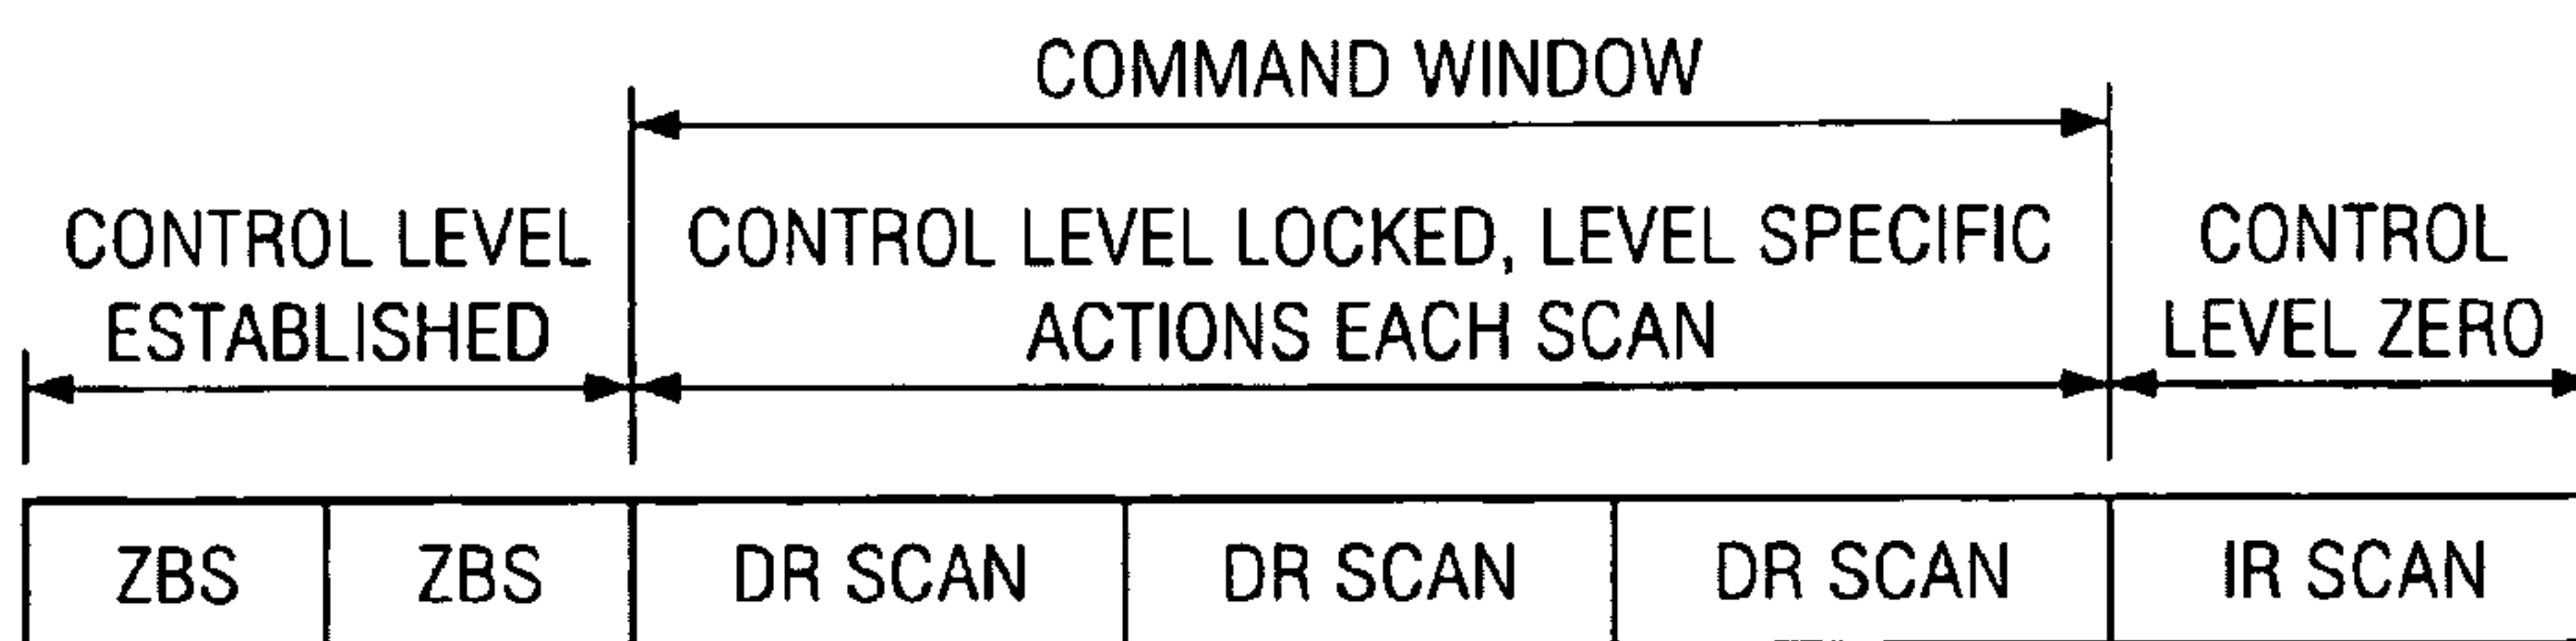 COMMAND WINDOW
CONTROL LEVEL
ESTABLISHED
CONTROL LEVEL LOCKED, LEVEL SPECIFIC
ACTIONS EACH SCAN
CONTROL
LEVEL ZERO
ZBS
ZBS
DR SCAN
DR SCAN
DR SCAN
IR SCAN